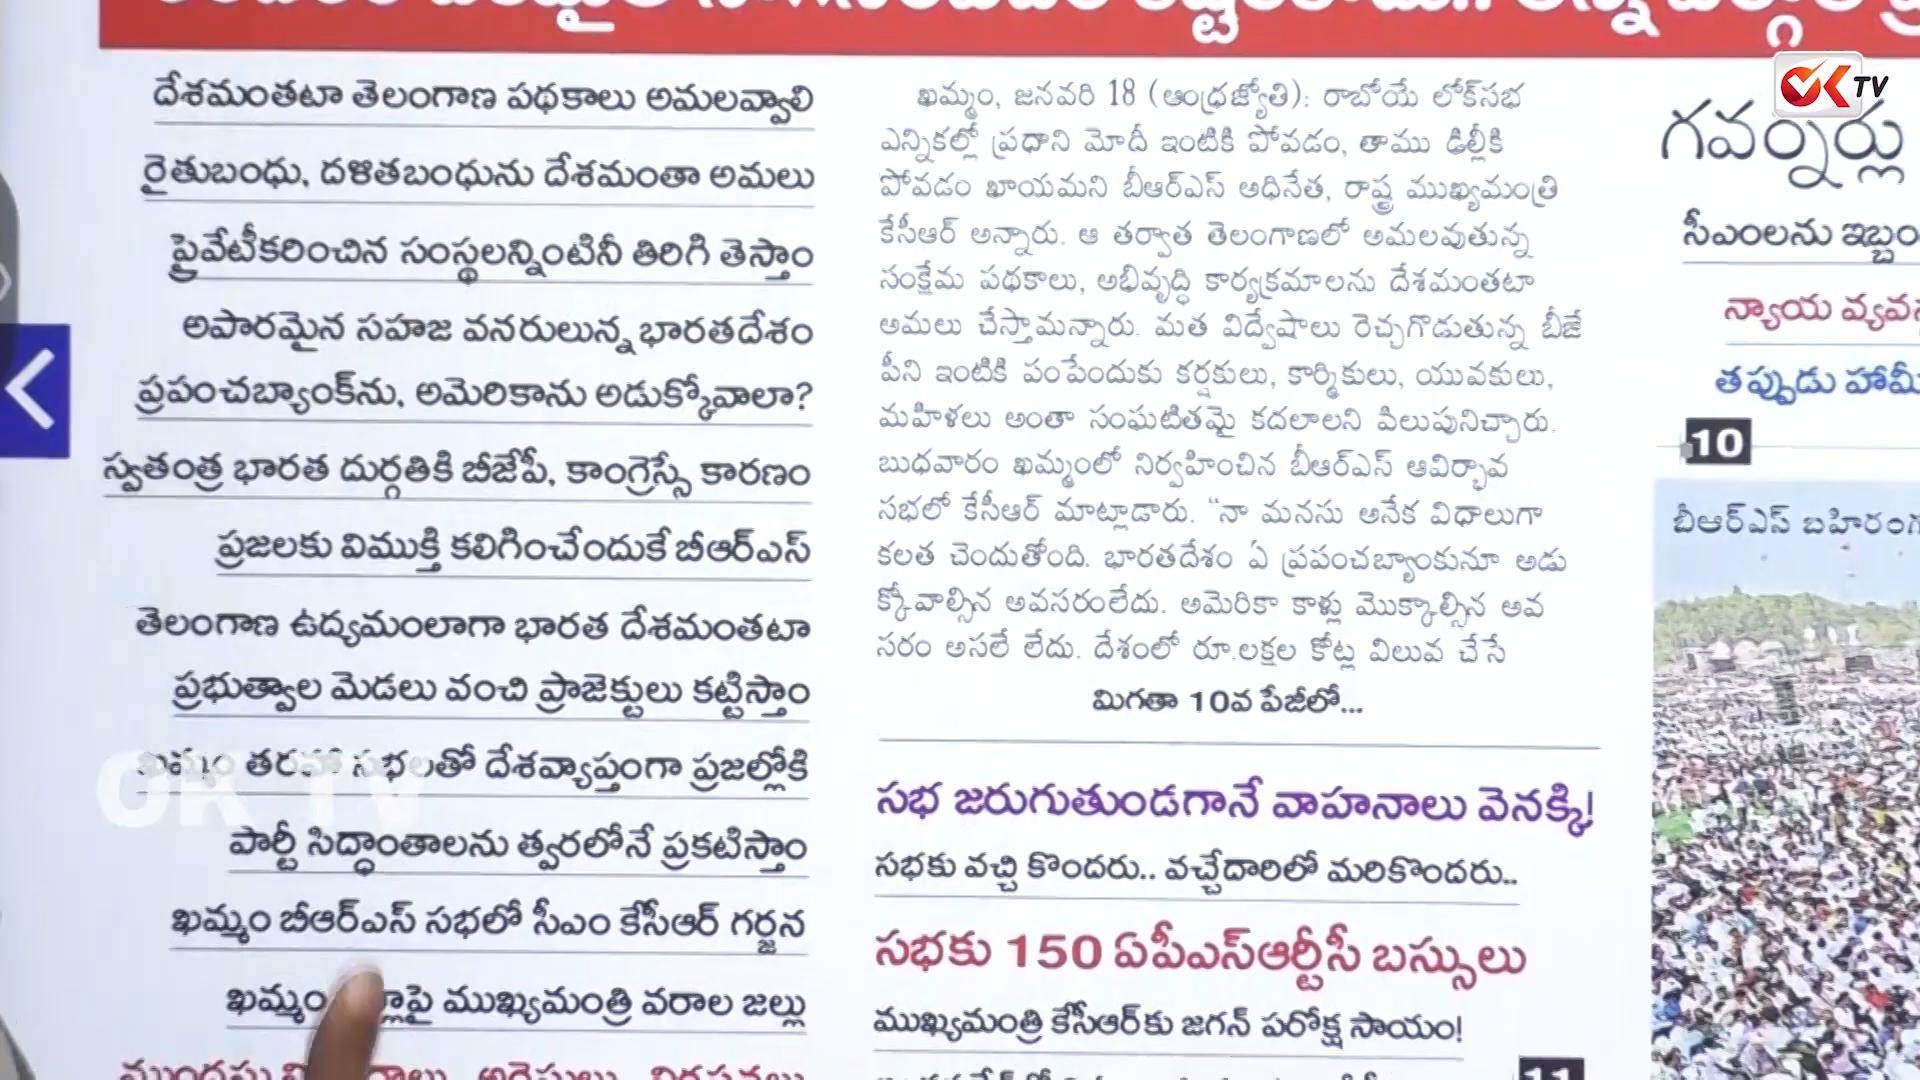 దేశమంతటా తెలంగాణ పథకాలు అమలవ్వాలి
రైతుబంధు, దళితబంధును దేశమంతా అమలు
ప్రైవేటీకరించిన సంస్థలన్నింటినీ తిరిగి తెస్తాం
అపారమైన సహజ వనరులున్న భారతదేశం
ప్రపంచబ్యాంక్‌ను, అమెరికాను అడుక్కోవాలా?
స్వతంత్ర భారత దుర్గతికి బీజేపీ, కాంగ్రెస్సే కారణం
ప్రజలకు విముక్తి కలిగించేందుకే బీఆర్ఎస్
తెలంగాణ ఉద్యమంలాగా భారత దేశమంతటా
ప్రభుత్వాల మెడలు వంచి ప్రాజెక్టులు కట్టిస్తాం
ఖమ్మం తరహా సభలతో దేశవ్యాప్తంగా ప్రజల్లోకి
పార్టీ సిద్ధాంతాలను త్వరలోనే ప్రకటిస్తాం
ఖమ్మం బీఆర్ఎస్ సభలో సీఎం కేసీఆర్ గర్జన
ఖమ్మం ముఖ్యమంత్రి వరాల జల్లు
ఖమ్మం, జనవరి 18 (ఆంధ్రజ్యోతి): రాబోయే లోక్‌సభ
ఎన్నికల్లో ప్రధాని మోదీ ఇంటికి పోవడం, తాము ఢిల్లీకి
పోవడం ఖాయమని బీఆర్ఎస్ అధినేత, రాష్ట్ర ముఖ్యమంత్రి
కేసీఆర్ అన్నారు. ఆ తర్వాత తెలంగాణలో అమలవుతున్న
సంక్షేమ పథకాలు, అభివృద్ధి కార్యక్రమాలను దేశమంతటా
అమలు చేస్తామన్నారు. మత విద్వేషాలు రెచ్చగొడుతున్న బీజే
పీని ఇంటికి పంపేందుకు కర్షకులు, కార్మికులు, యువకులు,
మహిళలు అంతా సంఘటితమై కదలాలని పిలుపునిచ్చారు.
బుధవారం ఖమ్మంలో నిర్వహించిన బీఆర్ఎస్ ఆవిర్భావ
సభలో కేసీఆర్ మాట్లాడారు. "నా మనసు అనేక విధాలుగా
కలత చెందుతోంది. భారతదేశం ఏ ప్రపంచబ్యాంకునూ అడు
క్కోవాల్సిన అవసరంలేదు. అమెరికా కాళ్లు మొక్కాల్సిన అవ
సరం అసలే లేదు. దేశంలో రూ.లక్షల కోట్ల విలువ చేసే
మిగతా 10వ పేజీలో...
సభ జరుగుతుండగానే వాహనాలు వెనక్కి!
సభకు వచ్చి కొందరు.. వచ్చేదారిలో మరికొందరు..
సభకు 150 ఏపీఎస్ఆర్టీసీ బస్సులు
ముఖ్యమంత్రి కేసీఆర్‌కు జగన్ పరోక్ష సాయం!
11
OK TV
గవర్నర్లు
సీఎంలను
న్యాయ
తప్పుడు
10
బీఆర్ఎస్
OK TV